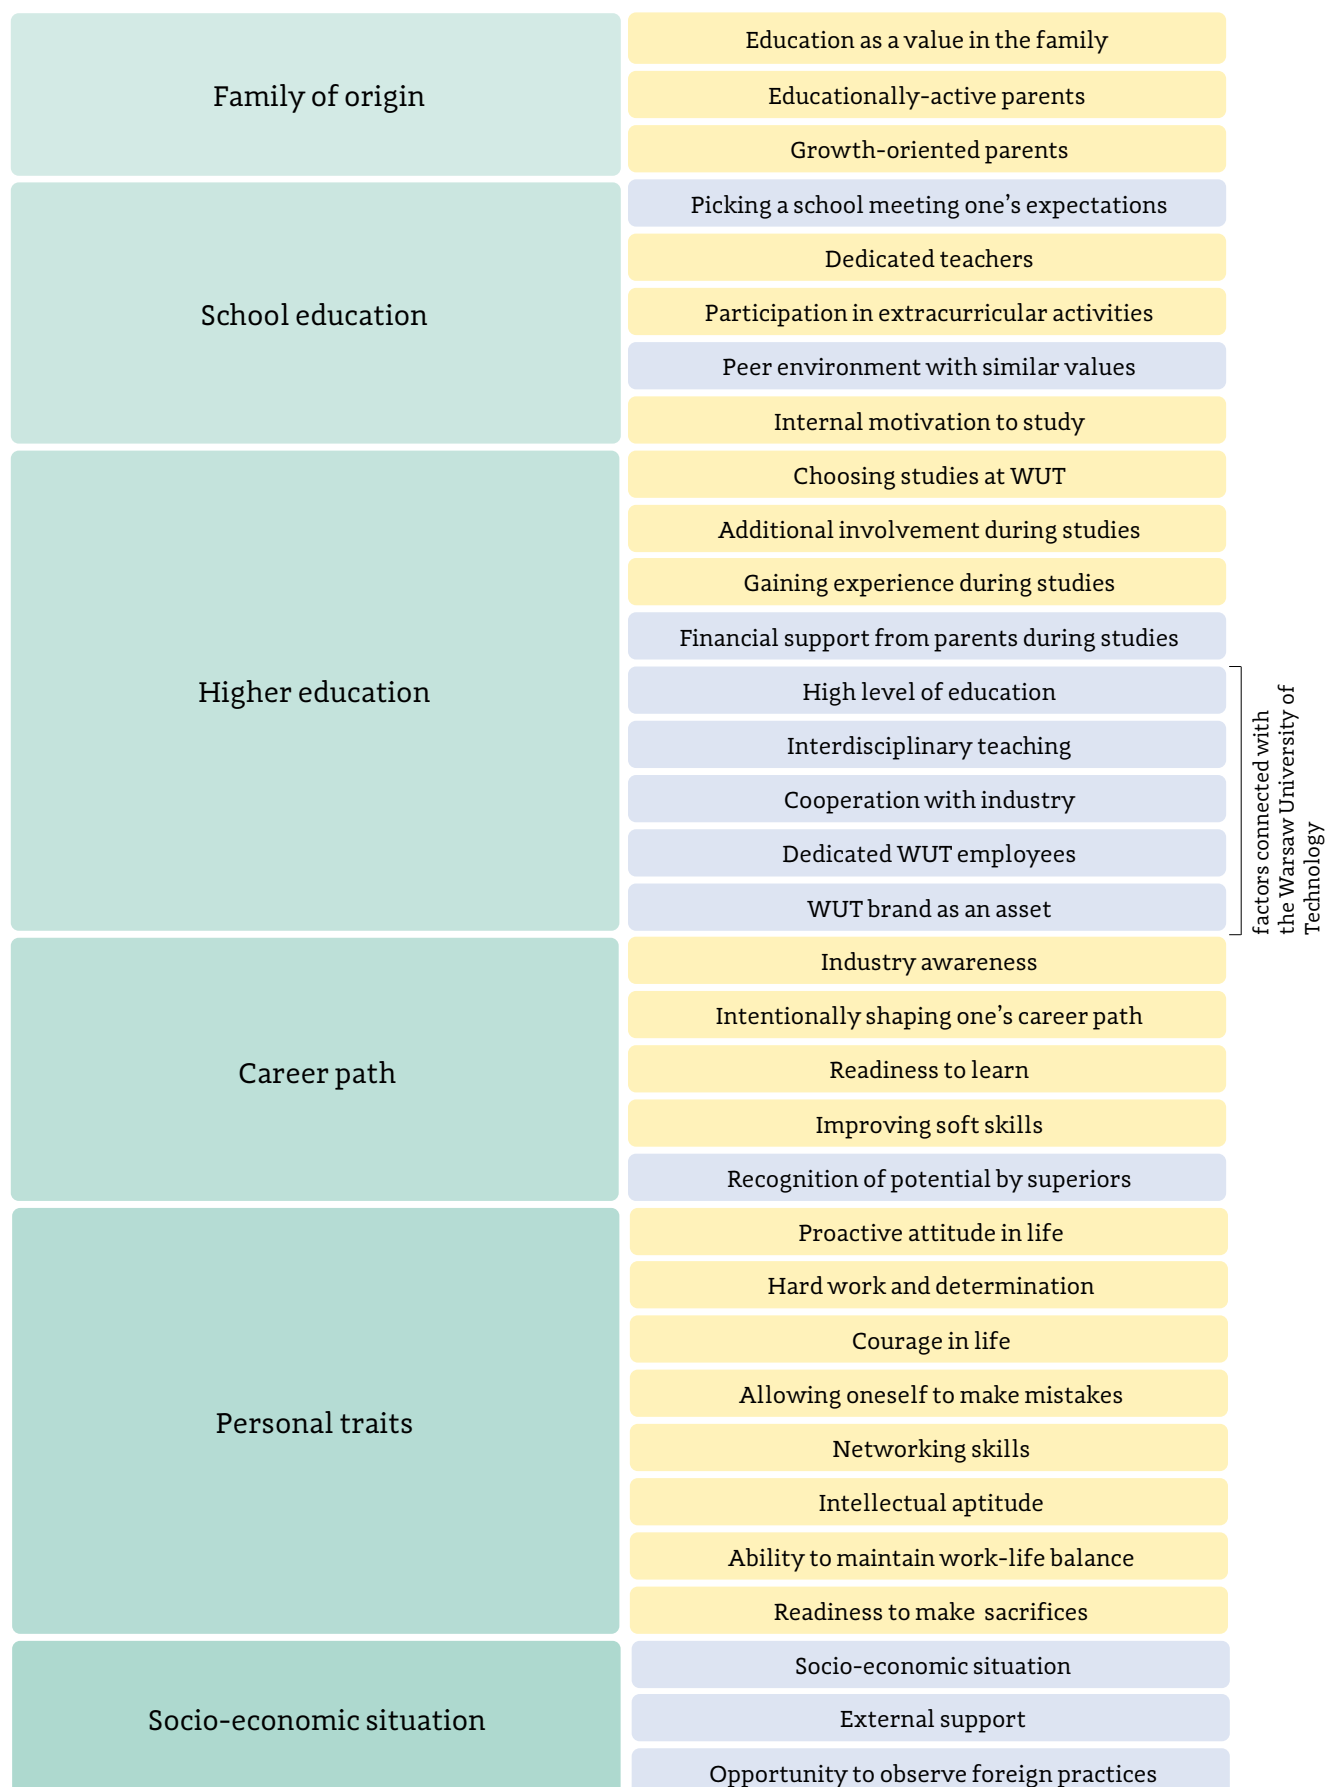 Family of origin
Education as a value in the family
Educationally-active parents
Growth-oriented parents
School education
Picking a school meeting one’s expectations
Dedicated teachers
Participation in extracurricular activities
Peer environment with similar values
Internal motivation to study
Higher education
Choosing studies at WUT
Additional involvement during studies
Gaining experience during studies
Financial support from parents during studies
High level of education
Interdisciplinary teaching
Cooperation with industry
Dedicated WUT employees
WUT brand as an asset
factors connected with
the Warsaw University of
Technology
Career path
Industry awareness
Intentionally shaping one’s career path
Readiness to learn
Improving soft skills
Recognition of potential by superiors
Personal traits
Proactive attitude in life
Hard work and determination
Courage in life
Allowing oneself to make mistakes
Networking skills
Intellectual aptitude
Ability to maintain work-life balance
Readiness to make sacrifices
Socio-economic situation
Socio-economic situation
External support
Opportunity to observe foreign practices